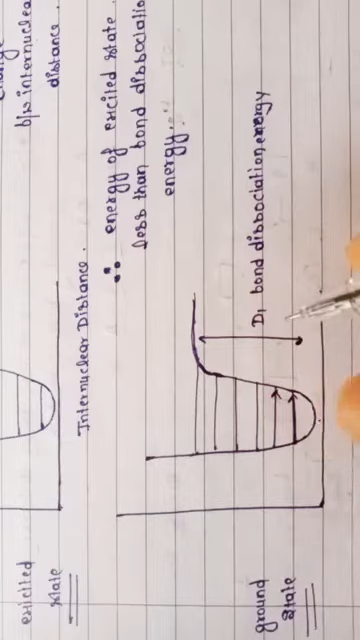 b/w internuclear
distance.
∴ energy of excited state
less than bond dissociatio
energy.
Internuclear Distance.
D₁ bond dissociation energy
excited
state
ground
state